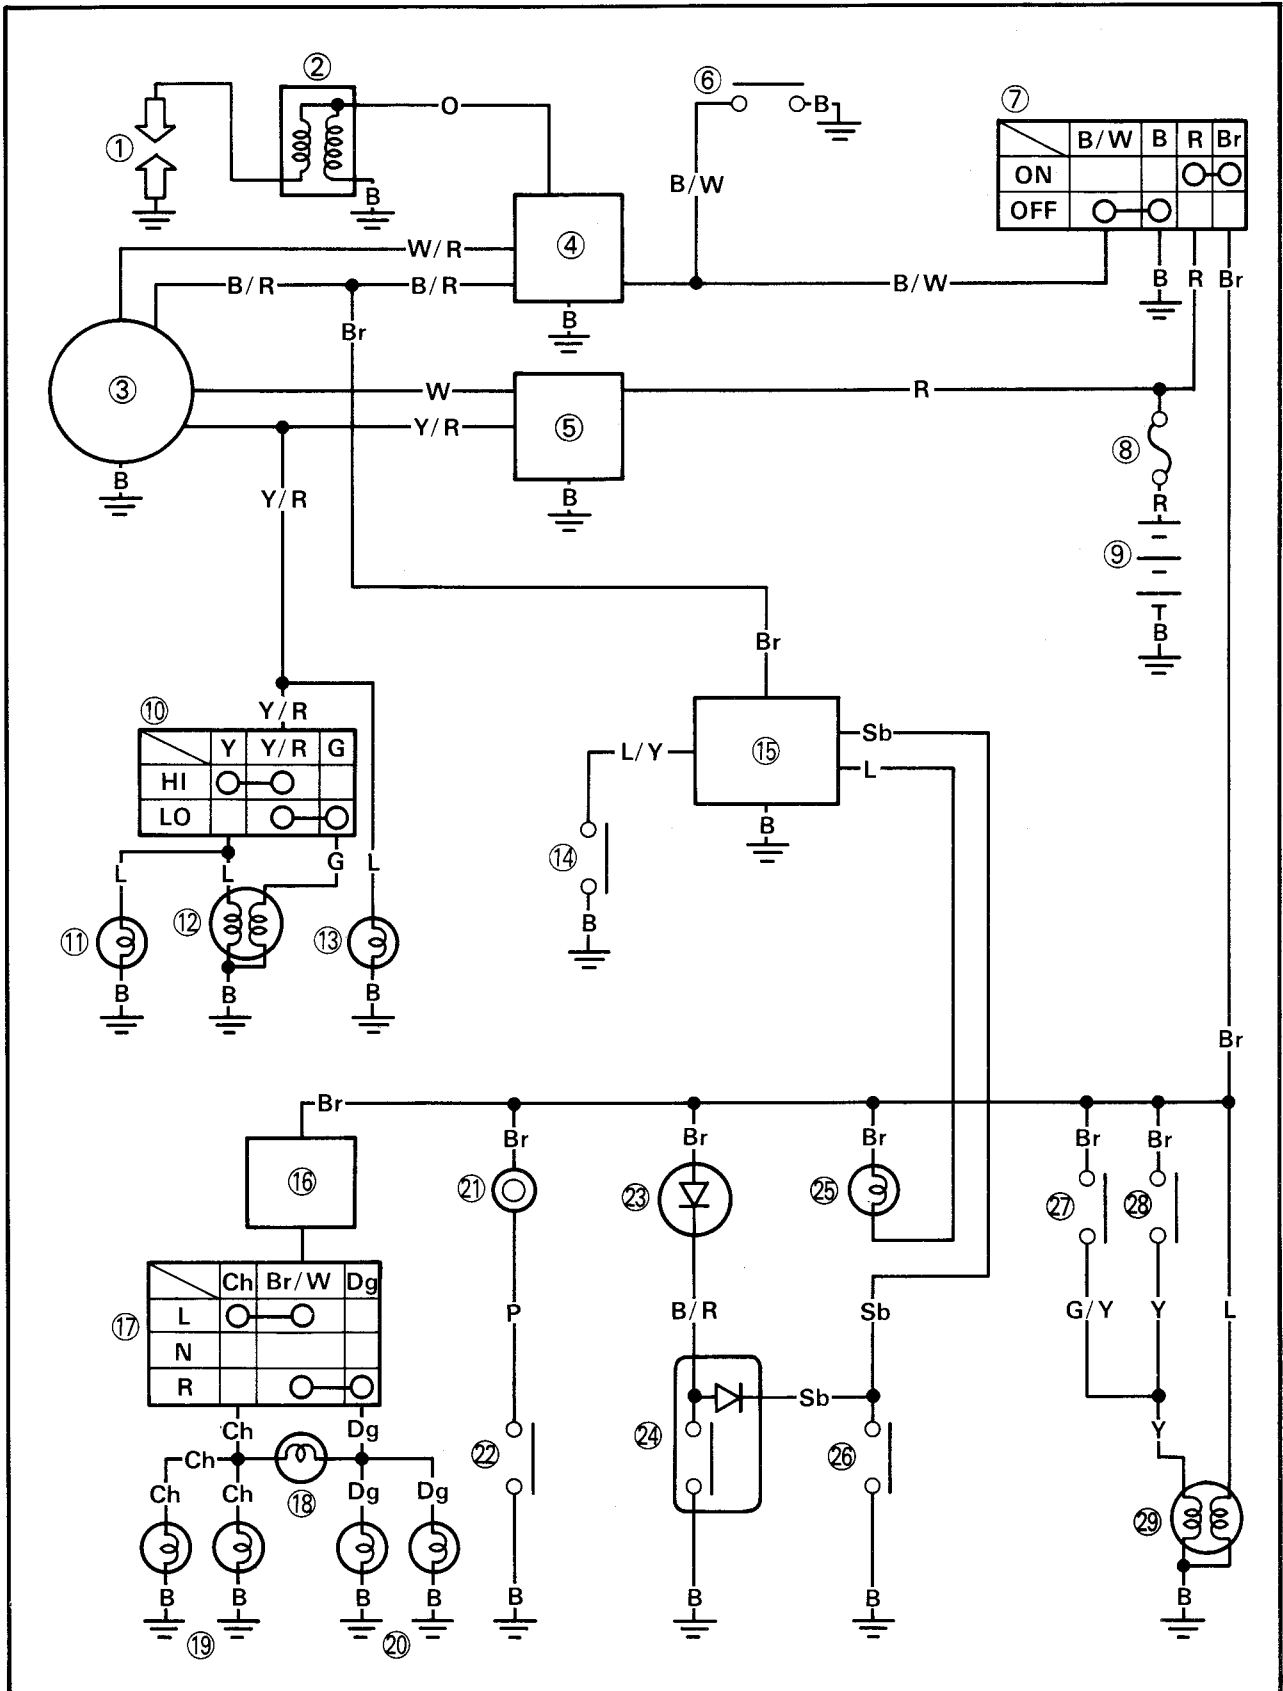 ②
O
①
B
⑥
B
B/W
⑦
B/W B R Br
ON
OFF
W/R
④
B/R B/R
B/W
B R Br
B
Br
③
W
⑤
R
Y/R
B
B
⑧
Y/R
R
⑨
B
Br
⑩
Y/R
Y Y/R G
HI
LO
⑮
Sb
L/Y
L
B
⑭
B
L L G L
⑪
⑫
⑬
B B B
Br
Br
Br Br Br Br Br
⑯
㉑
㉓
㉕
㉗
㉘
Ch Br/W Dg
⑰
L
N
R
P
B/R
Sb
G/Y
Y
L
Sb
Ch Dg
Ch
㉒
㉔
㉖
Y
Ch Ch
⑱
Dg Dg
㉙
B B B B B B B B
⑲
⑳